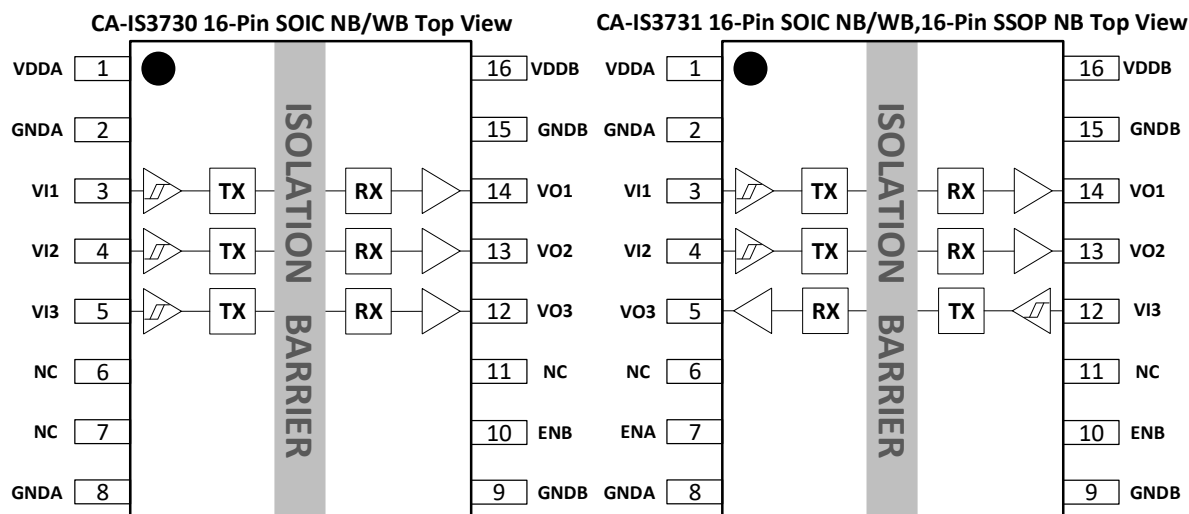 CA-IS3730 16-Pin SOIC NB/WB Top View
VDDA 1 16 VDDB
GNDA 2 15 GNDB
VI1 3 TX RX 14 VO1
VI2 4 TX RX 13 VO2
VI3 5 TX RX 12 VO3
NC 6 11 NC
NC 7 10 ENB
GNDA 8 9 GNDB
ISOLATION BARRIER
CA-IS3731 16-Pin SOIC NB/WB,16-Pin SSOP NB Top View
VDDA 1 16 VDDB
GNDA 2 15 GNDB
VI1 3 TX RX 14 VO1
VI2 4 TX RX 13 VO2
VO3 5 RX TX 12 VI3
NC 6 11 NC
ENA 7 10 ENB
GNDA 8 9 GNDB
ISOLATION BARRIER